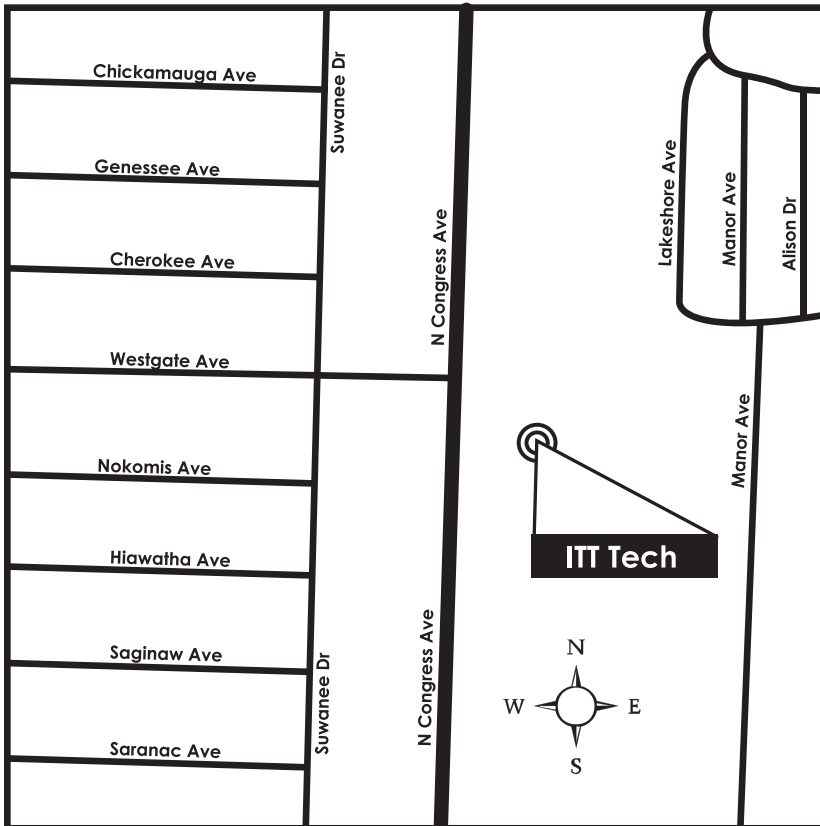 Chickamauga Ave
Suwanee Dr
Genessee Ave
Lakeshore Ave
Manor Ave
Alison Dr
N Congress Ave
Cherokee Ave
Westgate Ave
Manor Ave
Nokomis Ave
ITT Tech
Hiawatha Ave
N Congress Ave
Saginaw Ave
Suwanee Dr
N
W
E
S
Saranac Ave